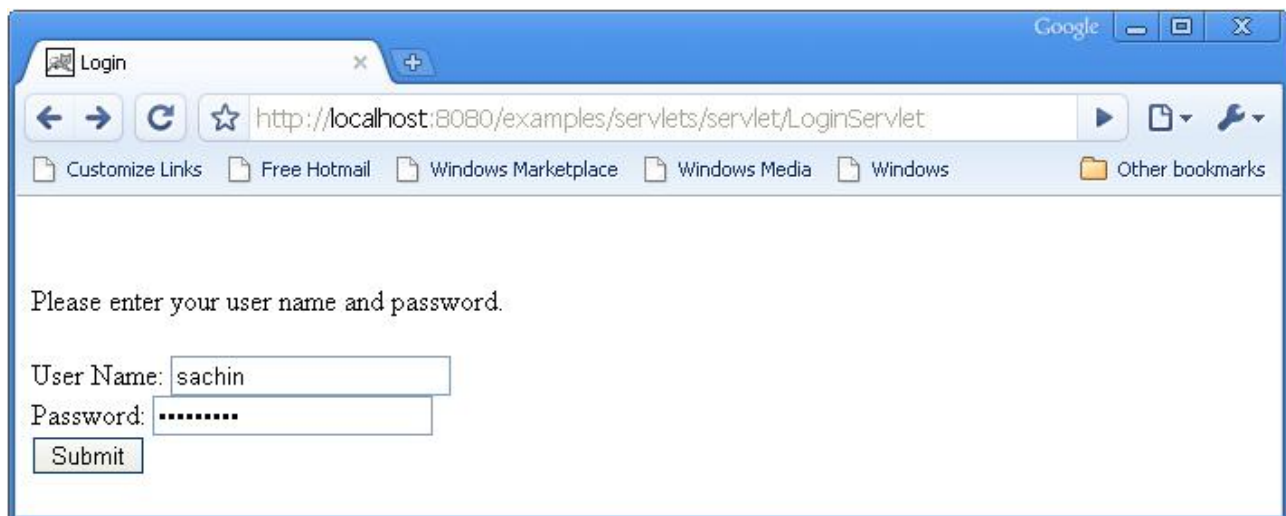 Google
Login
http://localhost:8080/examples/servlets/servlet/LoginServlet
Customize Links Free Hotmail Windows Marketplace Windows Media Windows Other bookmarks
Please enter your user name and password.
User Name: sachin
Password: •••••••••
Submit